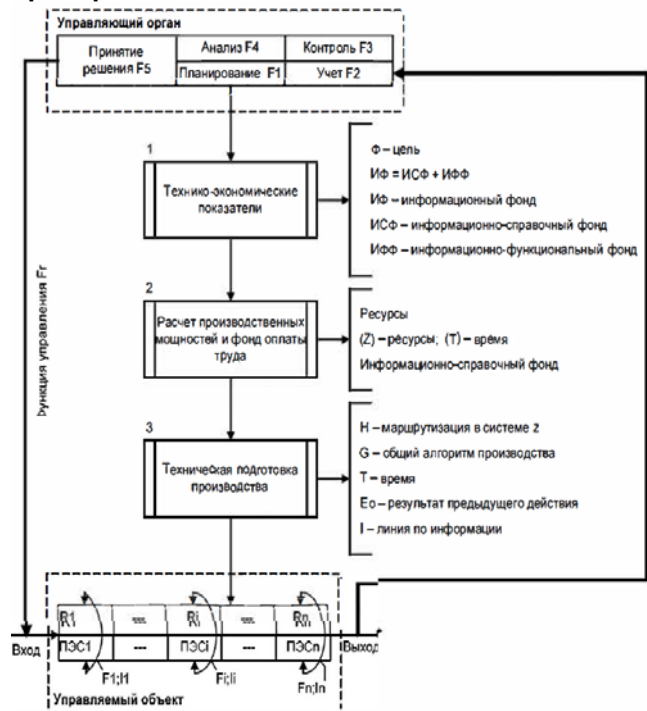 Управляющий орган
Принятие
решения F5
Анализ F4
Контроль F3
Планирование F1
Учет F2
1
Технико-экономические
показатели
Ф – цель
ИФ = ИСФ + ИФФ
ИФ – информационный фонд
ИСФ – информационно-справочный фонд
ИФФ – информационно-функциональный фонд
2
Расчет производственных
мощностей и фонд оплаты
труда
Ресурсы
(Z) – ресурсы; (T) – время
Информационно-справочный фонд
3
Техническая подготовка
производства
H – маршрутизация в системе z
G – общий алгоритм производства
T – время
Eo – результат предыдущего действия
I – линия по информации
Функция управления Fr
R1
---
Ri
---
Rn
Вход
ПЭС1
---
ПЭСi
---
ПЭСn
Выход
F1;I1
Fi;Ii
Fn;In
Управляемый объект